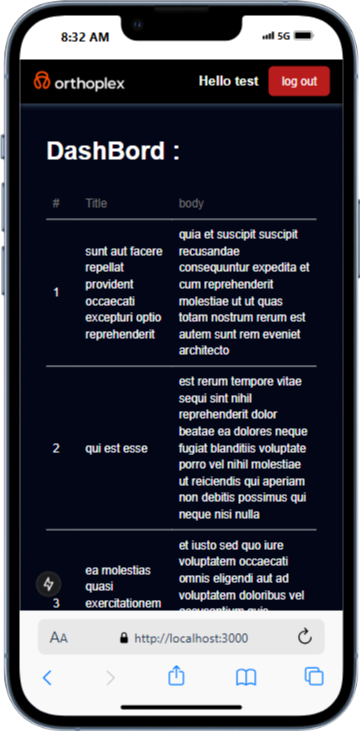 8:32 AM
5G
orthoplex
Hello test
log out
DashBord :
# Title body
1
sunt aut facere
repellat
provident
occaecati
excepturi optio
reprehenderit
quia et suscipit suscipit
recusandae
consequuntur expedita et
cum reprehenderit
molestiae ut ut quas
totam nostrum rerum est
autem sunt rem eveniet
architecto
2
qui est esse
est rerum tempore vitae
sequi sint nihil
reprehenderit dolor
beatae ea dolores neque
fugiat blanditiis voluptate
porro vel nihil molestiae
ut reiciendis qui aperiam
non debitis possimus qui
neque nisi nulla
3
ea molestias
quasi
exercitationem
et iusto sed quo iure
voluptatem occaecati
omnis eligendi aut ad
voluptatem doloribus vel
AA
http://localhost:3000